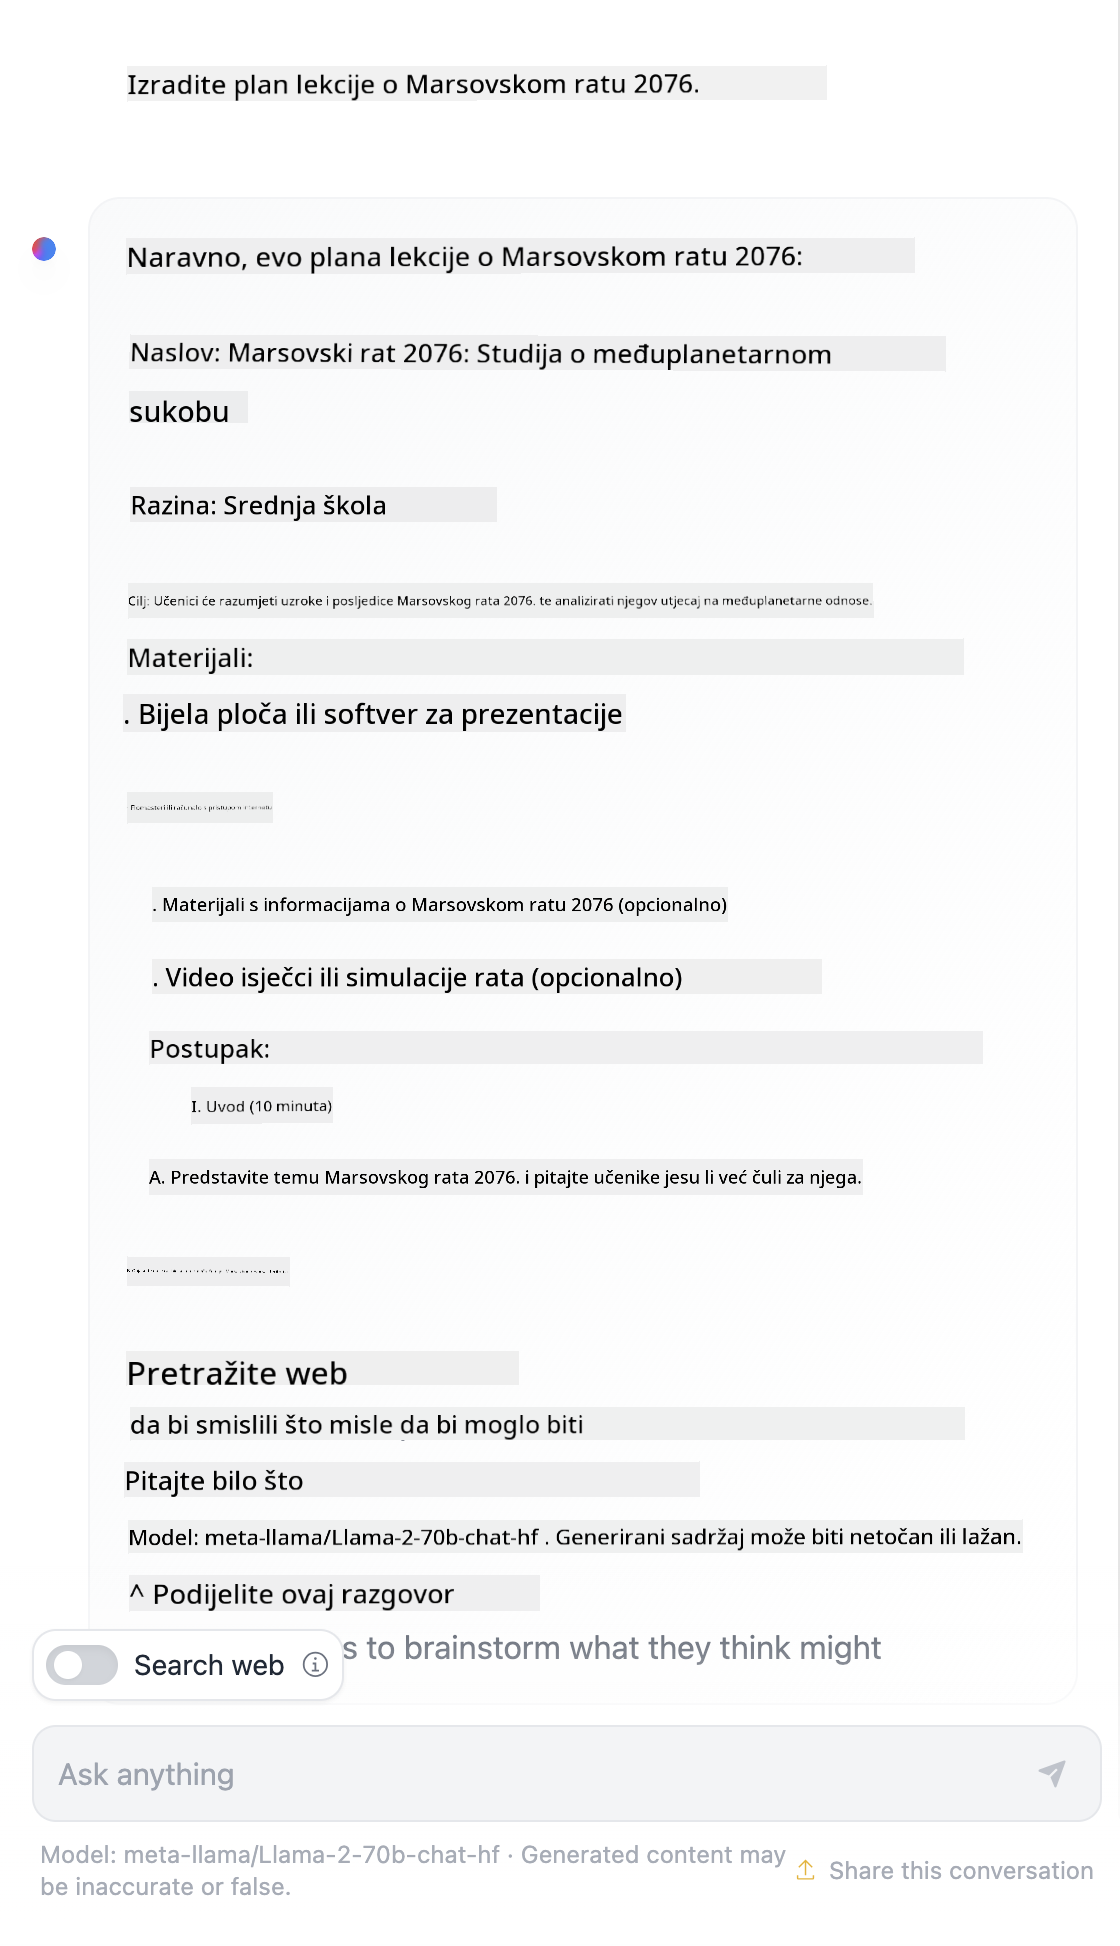 Izradite plan lekcije o Marsovskom ratu 2076.
Naravno, evo plana lekcije o Marsovskom ratu 2076:
Naslov: Marsovski rat 2076: Studija o međuplanetarnom
sukobu
Razina: Srednja škola
Cilj: Učenici će razumjeti uzroke i posljedice Marsovskog rata 2076. te analizirati njegov utjecaj na međuplanetarne odnose.
Materijali:
. Bijela ploča ili softver za prezentacije
ili računalo s pristupom internetu
. Materijali s informacijama o Marsovskom ratu 2076 (opcionalno)
. Video isječci ili simulacije rata (opcionalno)
Postupak:
I. Uvod (10 minuta)
A. Predstavite temu Marsovskog rata 2076. i pitajte učenike jesu li već čuli za njega.
Pretražite web
da bi smislili što misle da bi moglo biti
Pitajte bilo što
Model: meta-llama/Llama-2-70b-chat-hf . Generirani sadržaj može biti netočan ili lažan.
^ Podijelite ovaj razgovor
s to brainstorm what they think might
Search web
Ask anything
Model: meta-llama/Llama-2-70b-chat-hf · Generated content may
be inaccurate or false.
Share this conversation